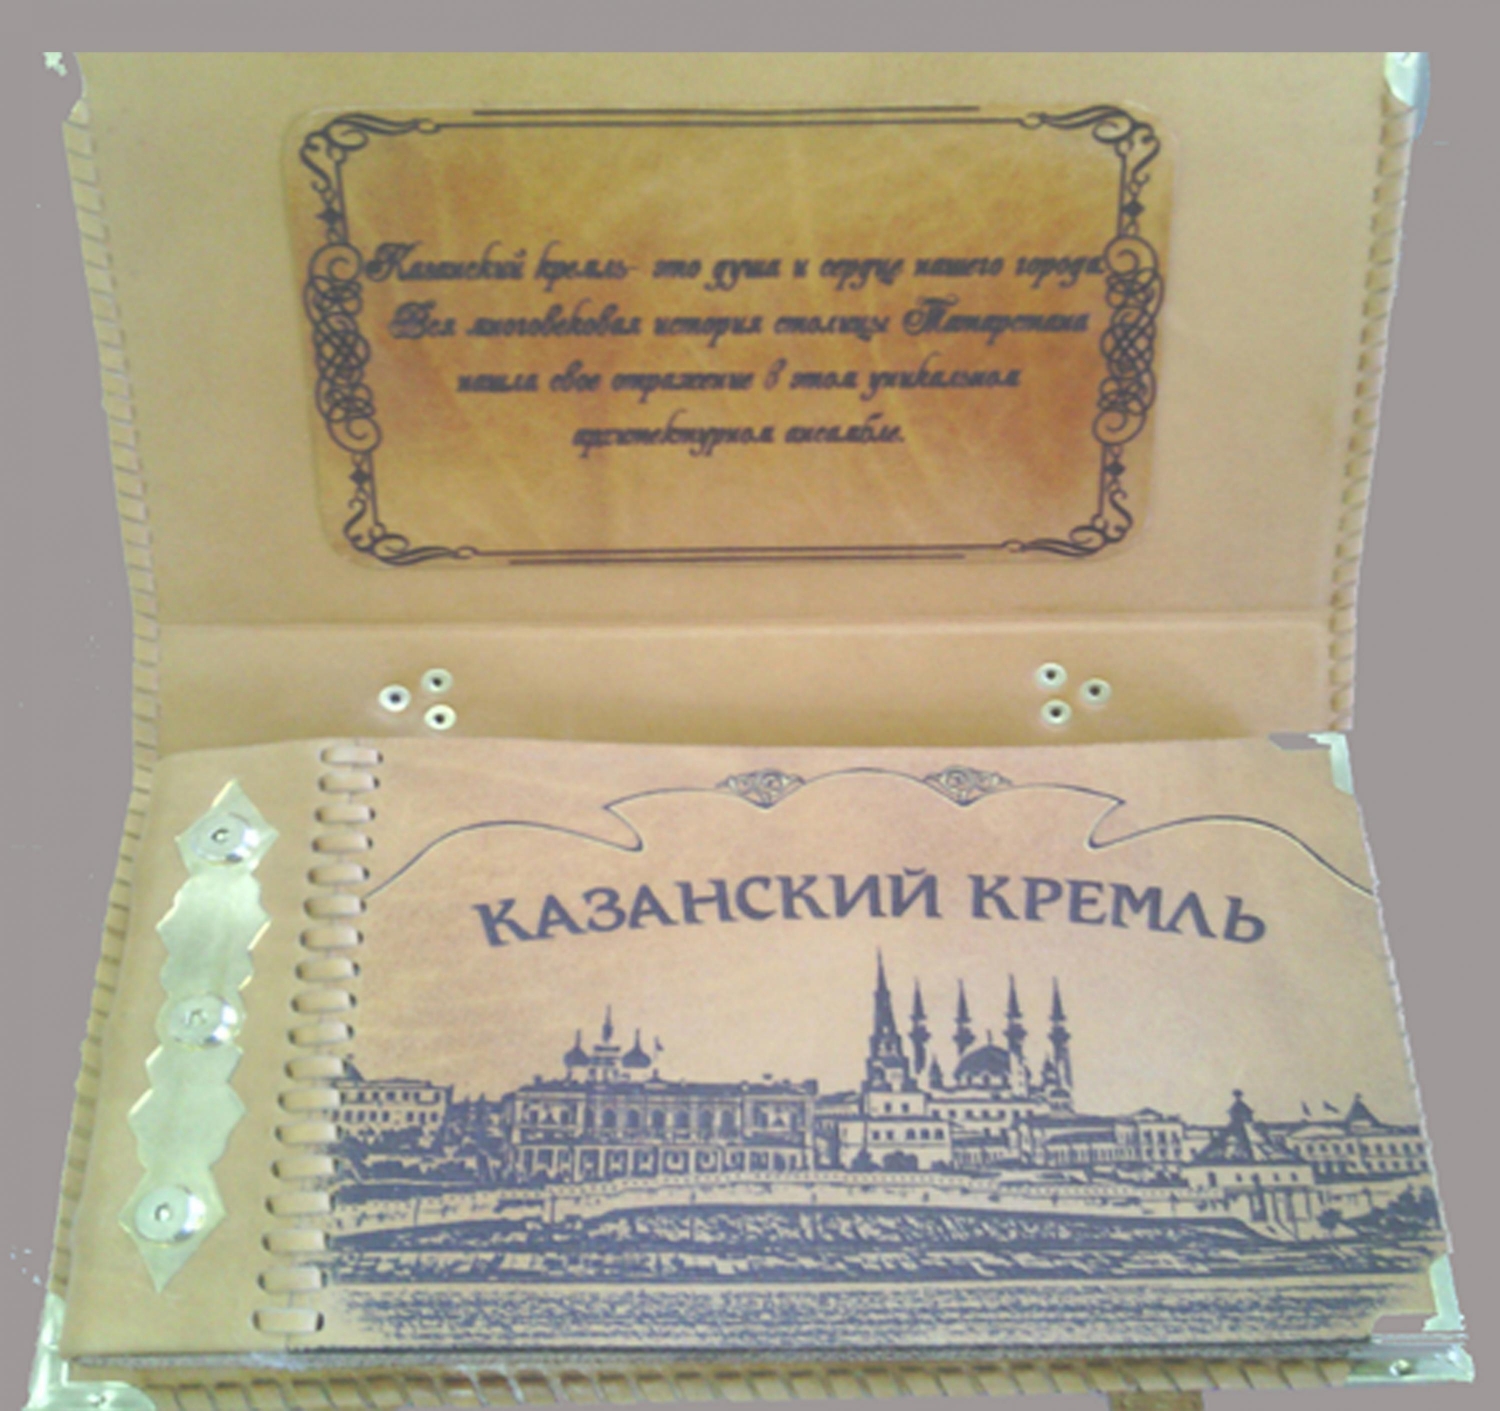 Казанский кремль- это душа и сердце нашего города.
Вся многовековая история столицы Татарстана
нашла свое отражение в этом уникальном
архитектурном ансамбле.
КАЗАНСКИЙ КРЕМЛЬ